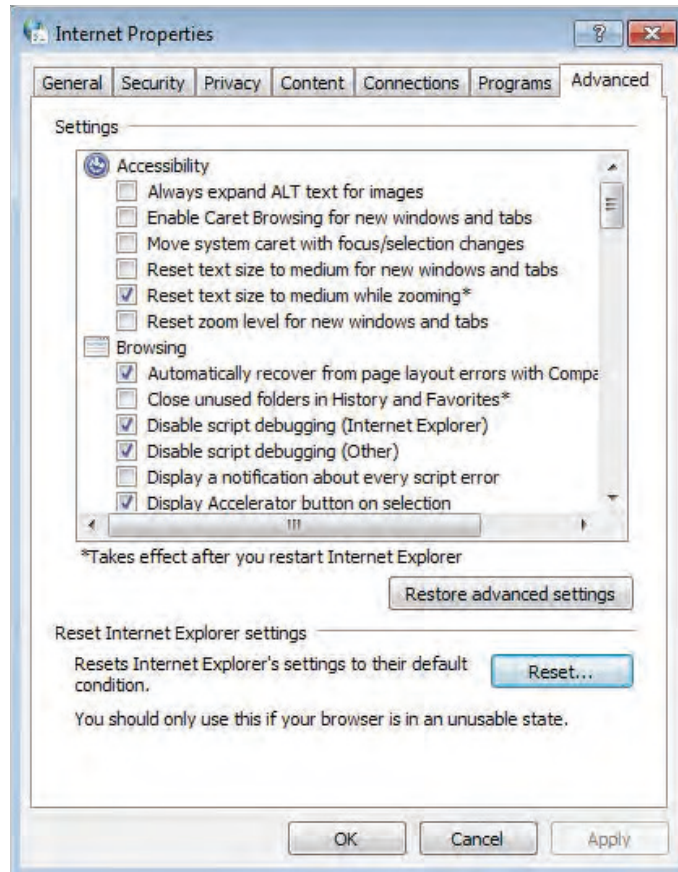 Internet Properties
General Security Privacy Content Connections Programs Advanced
Settings
Accessibility
Always expand ALT text for images
Enable Caret Browsing for new windows and tabs
Move system caret with focus/selection changes
Reset text size to medium for new windows and tabs
Reset text size to medium while zooming*
Reset zoom level for new windows and tabs
Browsing
Automatically recover from page layout errors with Compa
Close unused folders in History and Favorites*
Disable script debugging (Internet Explorer)
Disable script debugging (Other)
Display a notification about every script error
Display Accelerator button on selection
*Takes effect after you restart Internet Explorer
Restore advanced settings
Reset Internet Explorer settings
Resets Internet Explorer's settings to their default
condition.
Reset...
You should only use this if your browser is in an unusable state.
OK Cancel Apply